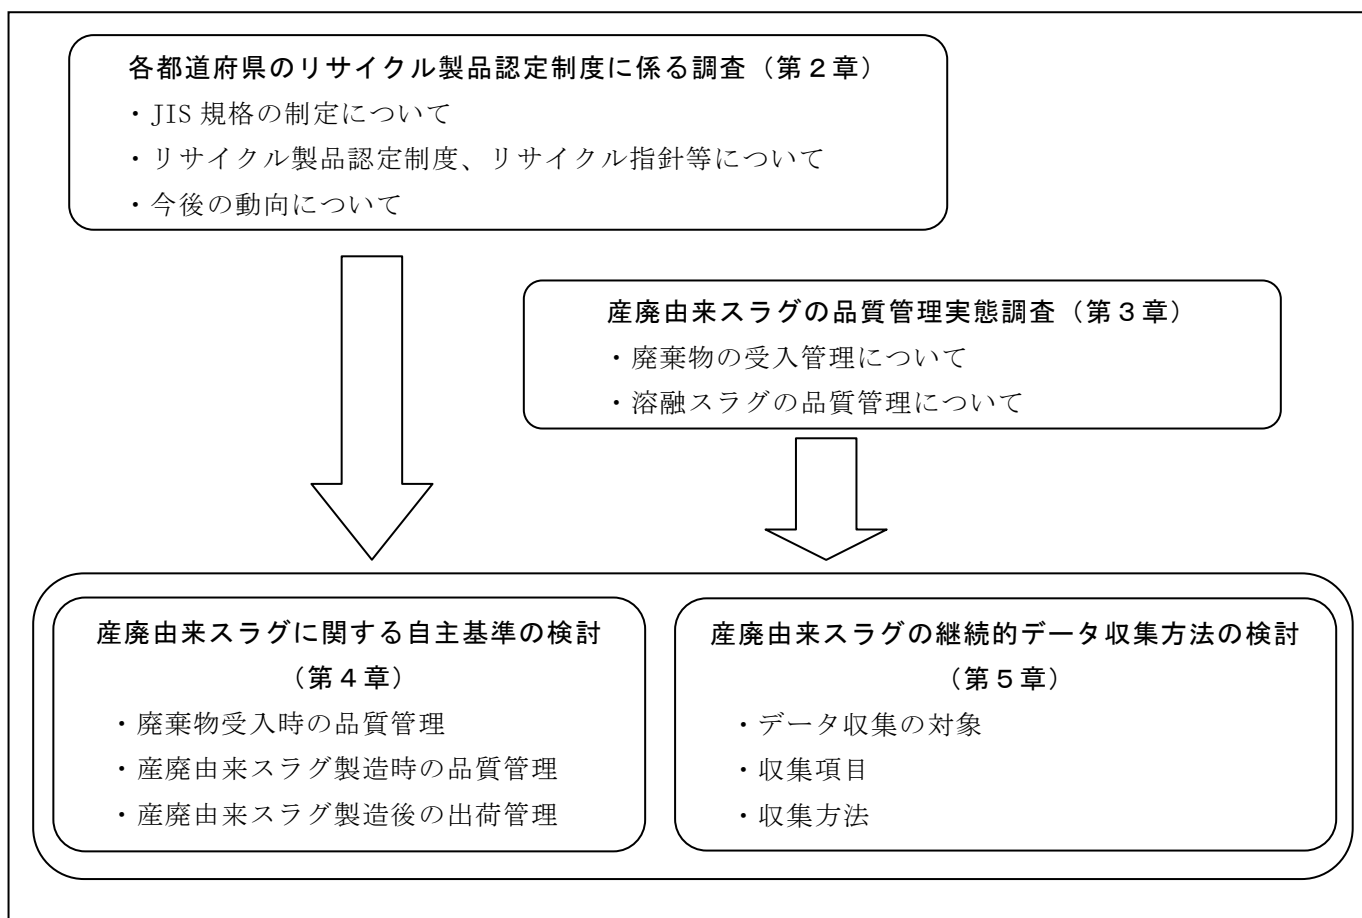 各都道府県のリサイクル製品認定制度に係る調査（第２章）
・JIS 規格の制定について
・リサイクル製品認定制度、リサイクル指針等について
・今後の動向について
産廃由来スラグの品質管理実態調査（第３章）
・廃棄物の受入管理について
・溶融スラグの品質管理について
産廃由来スラグに関する自主基準の検討
（第４章）
・廃棄物受入時の品質管理
・産廃由来スラグ製造時の品質管理
・産廃由来スラグ製造後の出荷管理
産廃由来スラグの継続的データ収集方法の検討
（第５章）
・データ収集の対象
・収集項目
・収集方法